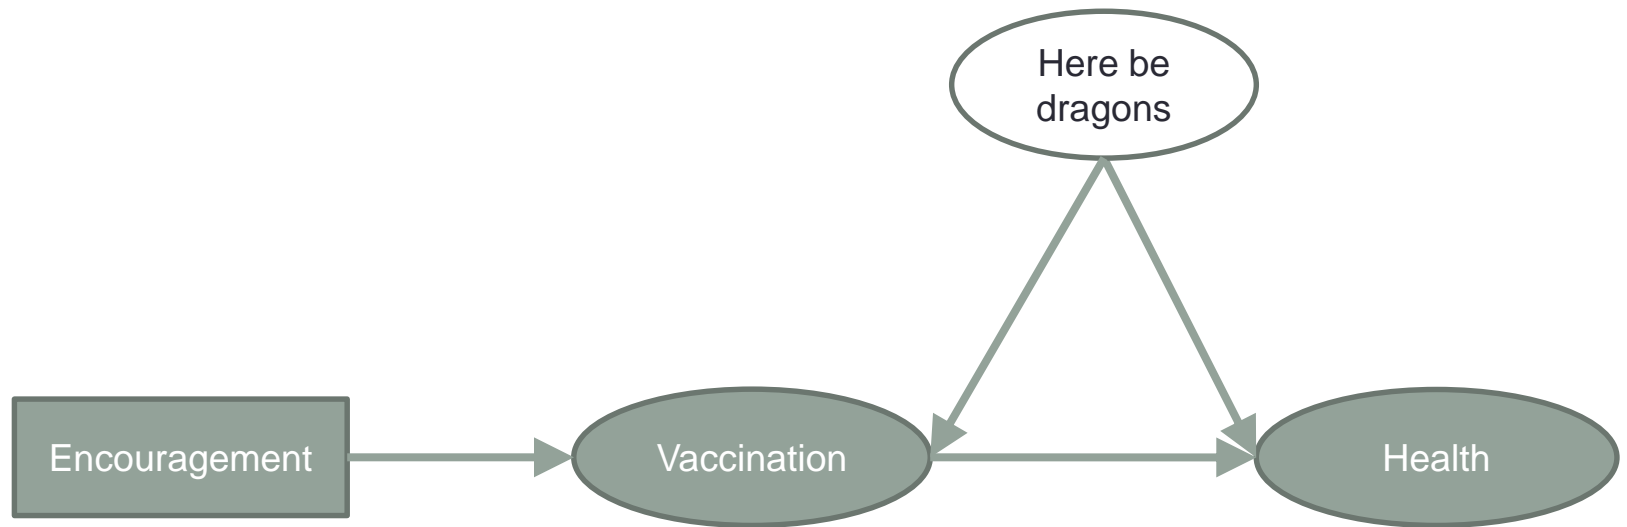 Here be
dragons
Encouragement
Vaccination
Health